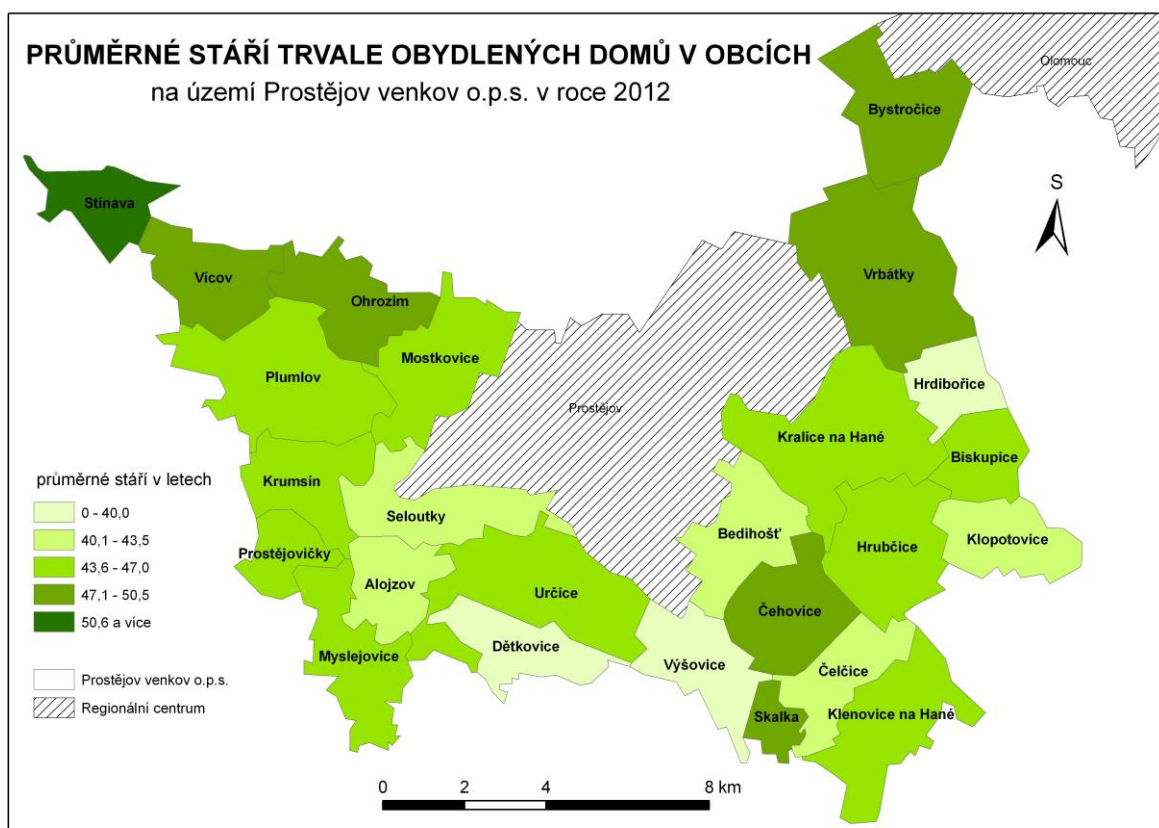 PRŮMĚRNÉ STÁŘÍ TRVALE OBYDLENÝCH DOMŮ V OBCÍCH
na území Prostějov venkov o.p.s. v roce 2012
Olomouc
Bystročice
S
Stínava
Vrbátky
Vícov
Ohrozim
Mostkovice
Plumlov
Hrdibořice
Prostějov
Kralice na Hané
Biskupice
Krumsín
Seloutky
Bedihošť
Hrubčice
Klopotovice
Prostějovičky
Alojzov
Určice
Čehovice
Dětkovice
Myslejovice
Výšovice
Čelčice
Skalka
Klenovice na Hané
průměrné stáří v letech
0 - 40,0
40,1 - 43,5
43,6 - 47,0
47,1 - 50,5
50,6 a více
Prostějov venkov o.p.s.
Regionální centrum
0 2 4 8 km